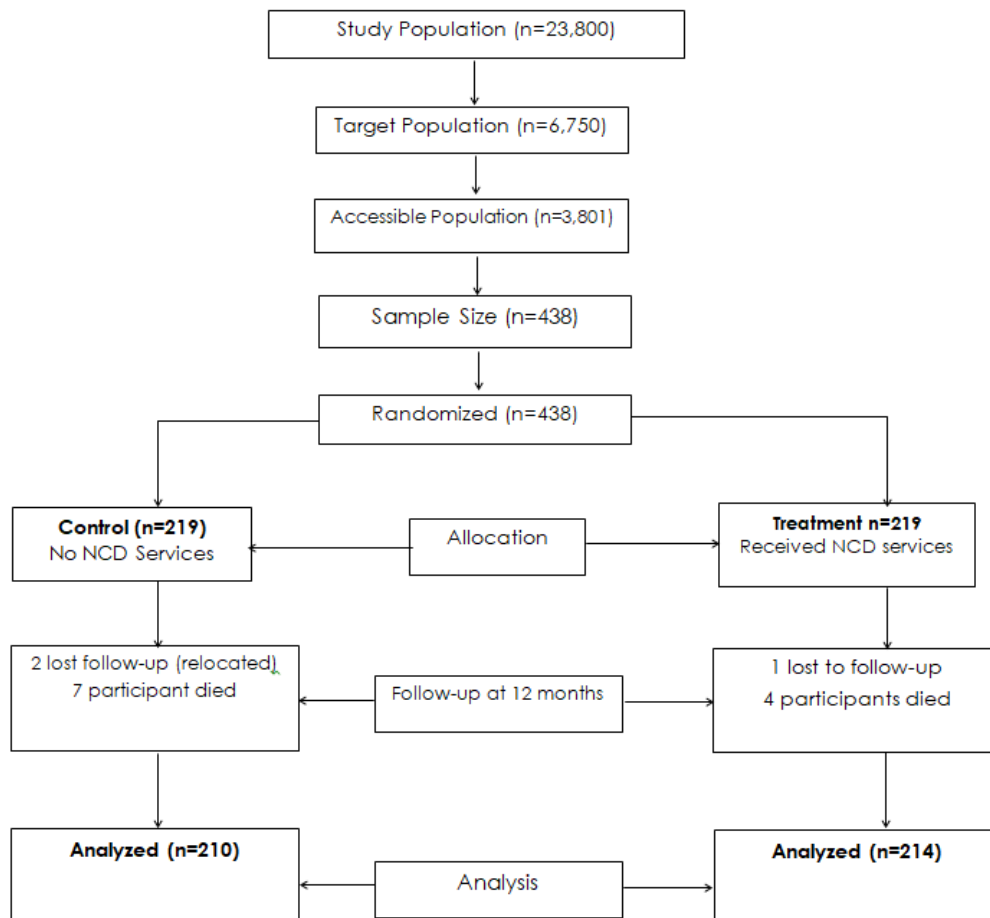 Study Population (n=23,800)
Target Population (n=6,750)
Accessible Population (n=3,801)
Sample Size (n=438)
Randomized (n=438)
Control (n=219)
No NCD Services
Allocation
Treatment n=219
Received NCD services
2 lost follow-up (relocated)
7 participant died
Follow-up at 12 months
1 lost to follow-up
4 participants died
Analyzed (n=210)
Analysis
Analyzed (n=214)